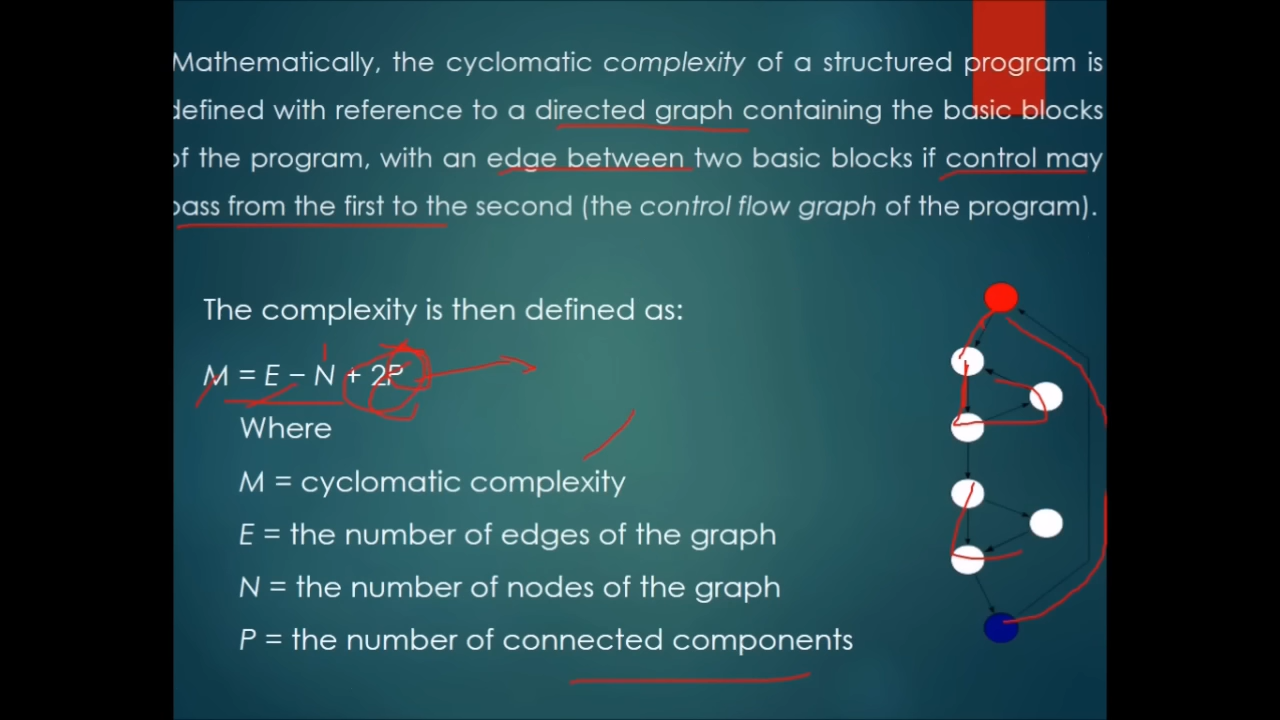 Mathematically, the cyclomatic complexity of a structured program is
defined with reference to a directed graph containing the basic blocks
of the program, with an edge between two basic blocks if control may
pass from the first to the second (the control flow graph of the program).
The complexity is then defined as:
M = E − N + 2P
Where
M = cyclomatic complexity
E = the number of edges of the graph
N = the number of nodes of the graph
P = the number of connected components